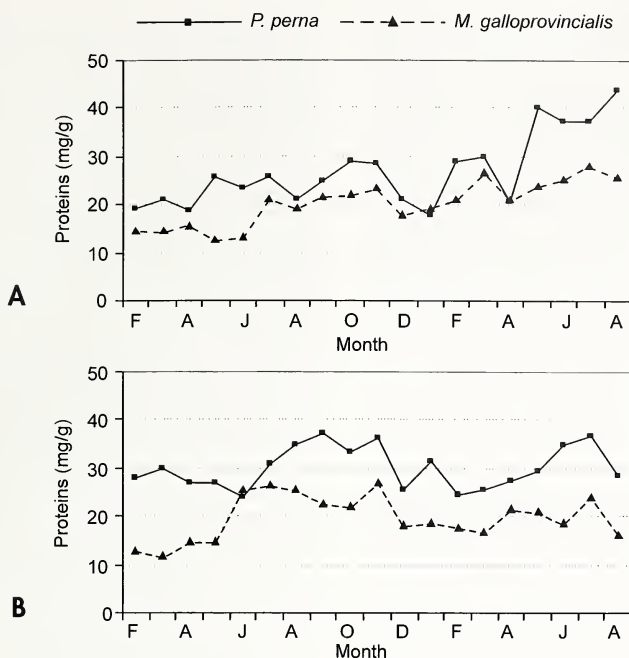 P. perna M. galloprovincialis
50
40
30
20
10
0
Proteins (mg/g)
F A J A O D F A J A
Month
A
50
40
30
20
10
0
Proteins (mg/g)
F A J A O D F A J A
Month
B